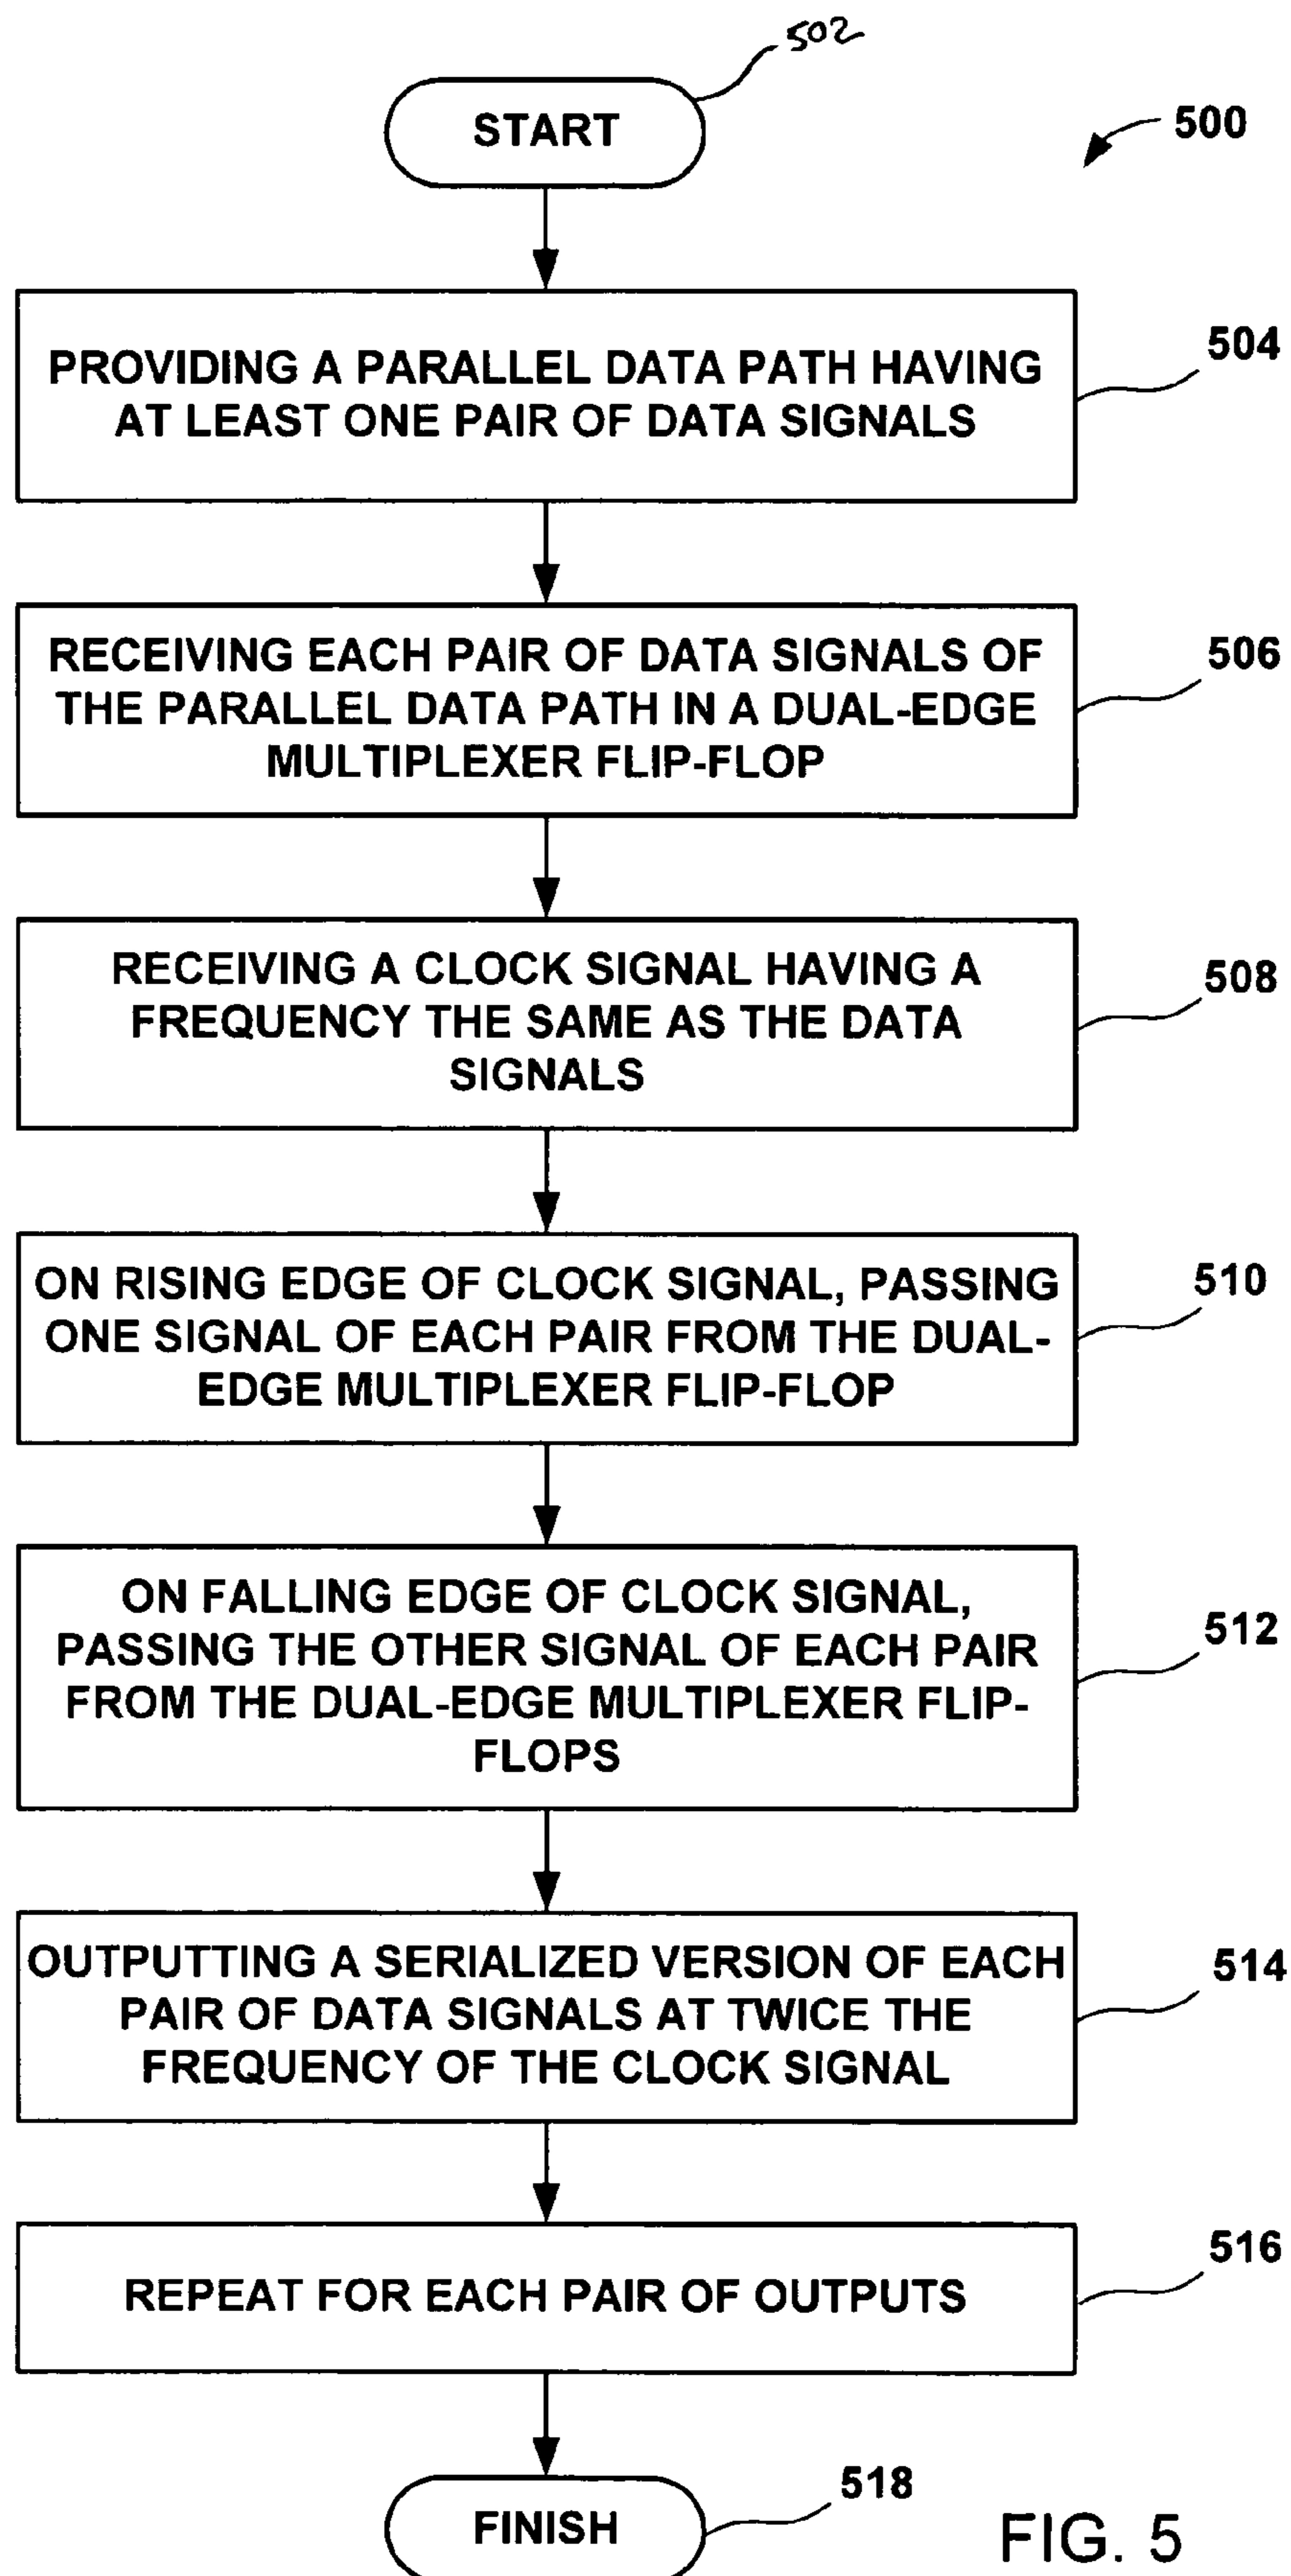 502
START
500
PROVIDING A PARALLEL DATA PATH HAVING
AT LEAST ONE PAIR OF DATA SIGNALS
504
RECEIVING EACH PAIR OF DATA SIGNALS OF
THE PARALLEL DATA PATH IN A DUAL-EDGE
MULTIPLEXER FLIP-FLOP
506
RECEIVING A CLOCK SIGNAL HAVING A
FREQUENCY THE SAME AS THE DATA
SIGNALS
508
ON RISING EDGE OF CLOCK SIGNAL, PASSING
ONE SIGNAL OF EACH PAIR FROM THE DUAL-
EDGE MULTIPLEXER FLIP-FLOP
510
ON FALLING EDGE OF CLOCK SIGNAL,
PASSING THE OTHER SIGNAL OF EACH PAIR
FROM THE DUAL-EDGE MULTIPLEXER FLIP-
FLOPS
512
OUTPUTTING A SERIALIZED VERSION OF EACH
PAIR OF DATA SIGNALS AT TWICE THE
FREQUENCY OF THE CLOCK SIGNAL
514
REPEAT FOR EACH PAIR OF OUTPUTS
516
FINISH
518
FIG. 5